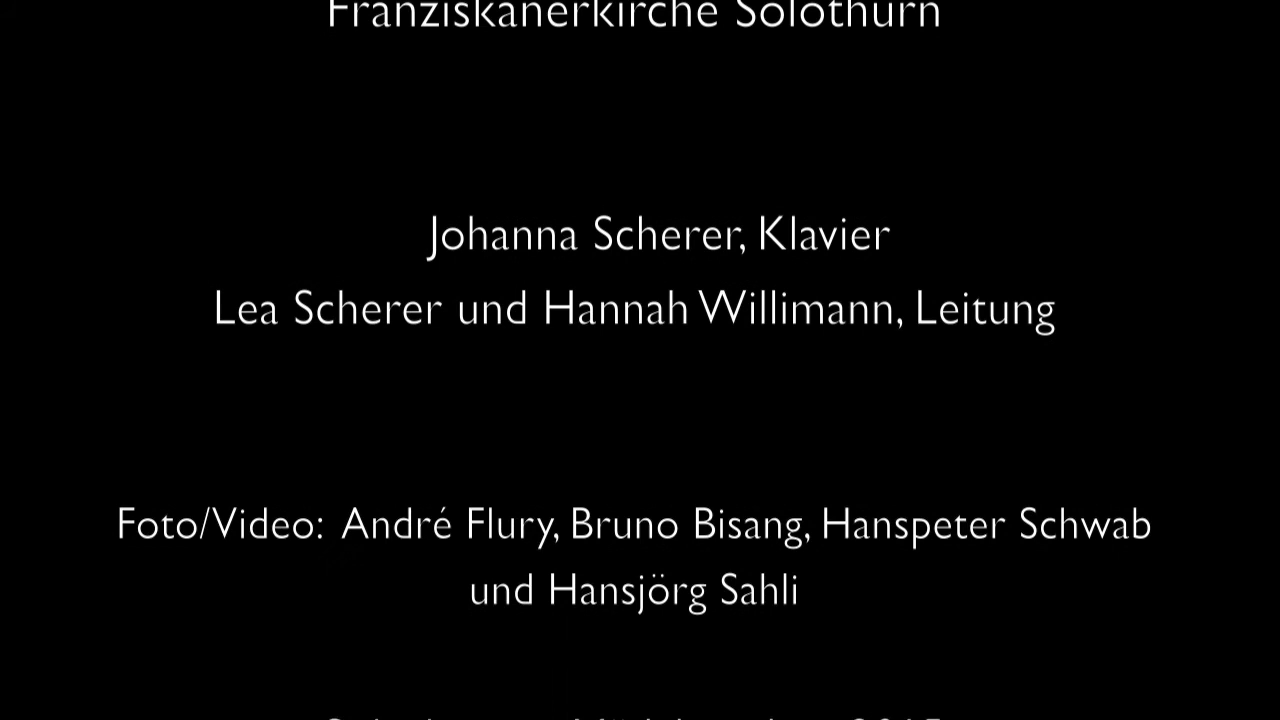 Franziskanerkirche Solothurn
Johanna Scherer, Klavier
Lea Scherer und Hannah Willimann, Leitung
Foto/Video: André Flury, Bruno Bisang, Hanspeter Schwab
und Hansjörg Sahli